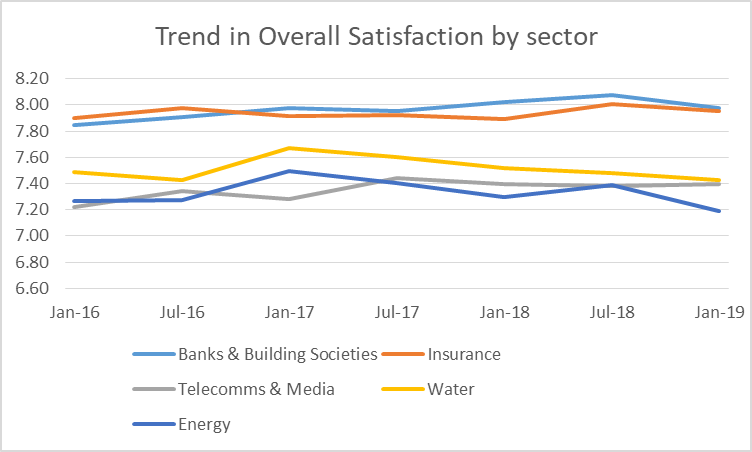 Trend in Overall Satisfaction by sector
8.20
8.00
7.80
7.60
7.40
7.20
7.00
6.80
6.60
Jan-16 Jul-16 Jan-17 Jul-17 Jan-18 Jul-18 Jan-19
Banks & Building Societies Insurance
Telecomms & Media Water
Energy